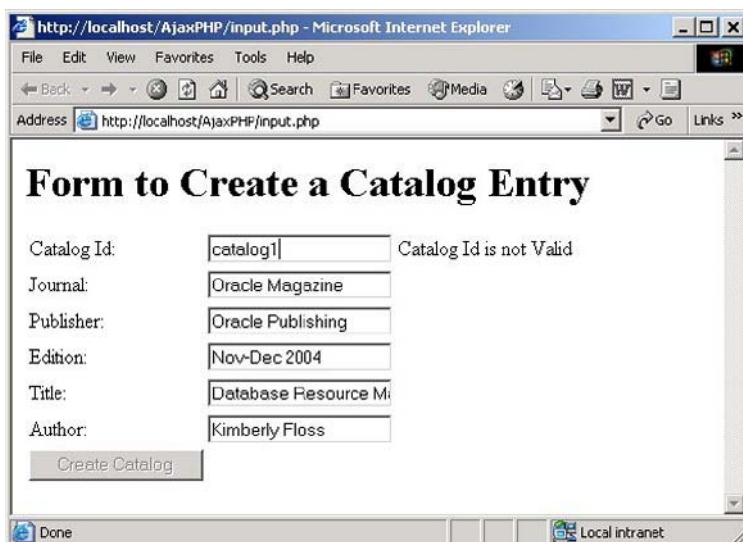 http://localhost/AjaxPHP/input.php - Microsoft Internet Explorer
File Edit View Favorites Tools Help
Back Search Favorites Media
Address http://localhost/AjaxPHP/input.php Go Links »
Form to Create a Catalog Entry
Catalog Id: catalog1 Catalog Id is not Valid
Journal: Oracle Magazine
Publisher: Oracle Publishing
Edition: Nov-Dec 2004
Title: Database Resource
Author: Kimberly Floss
Create Catalog
Done Local intranet